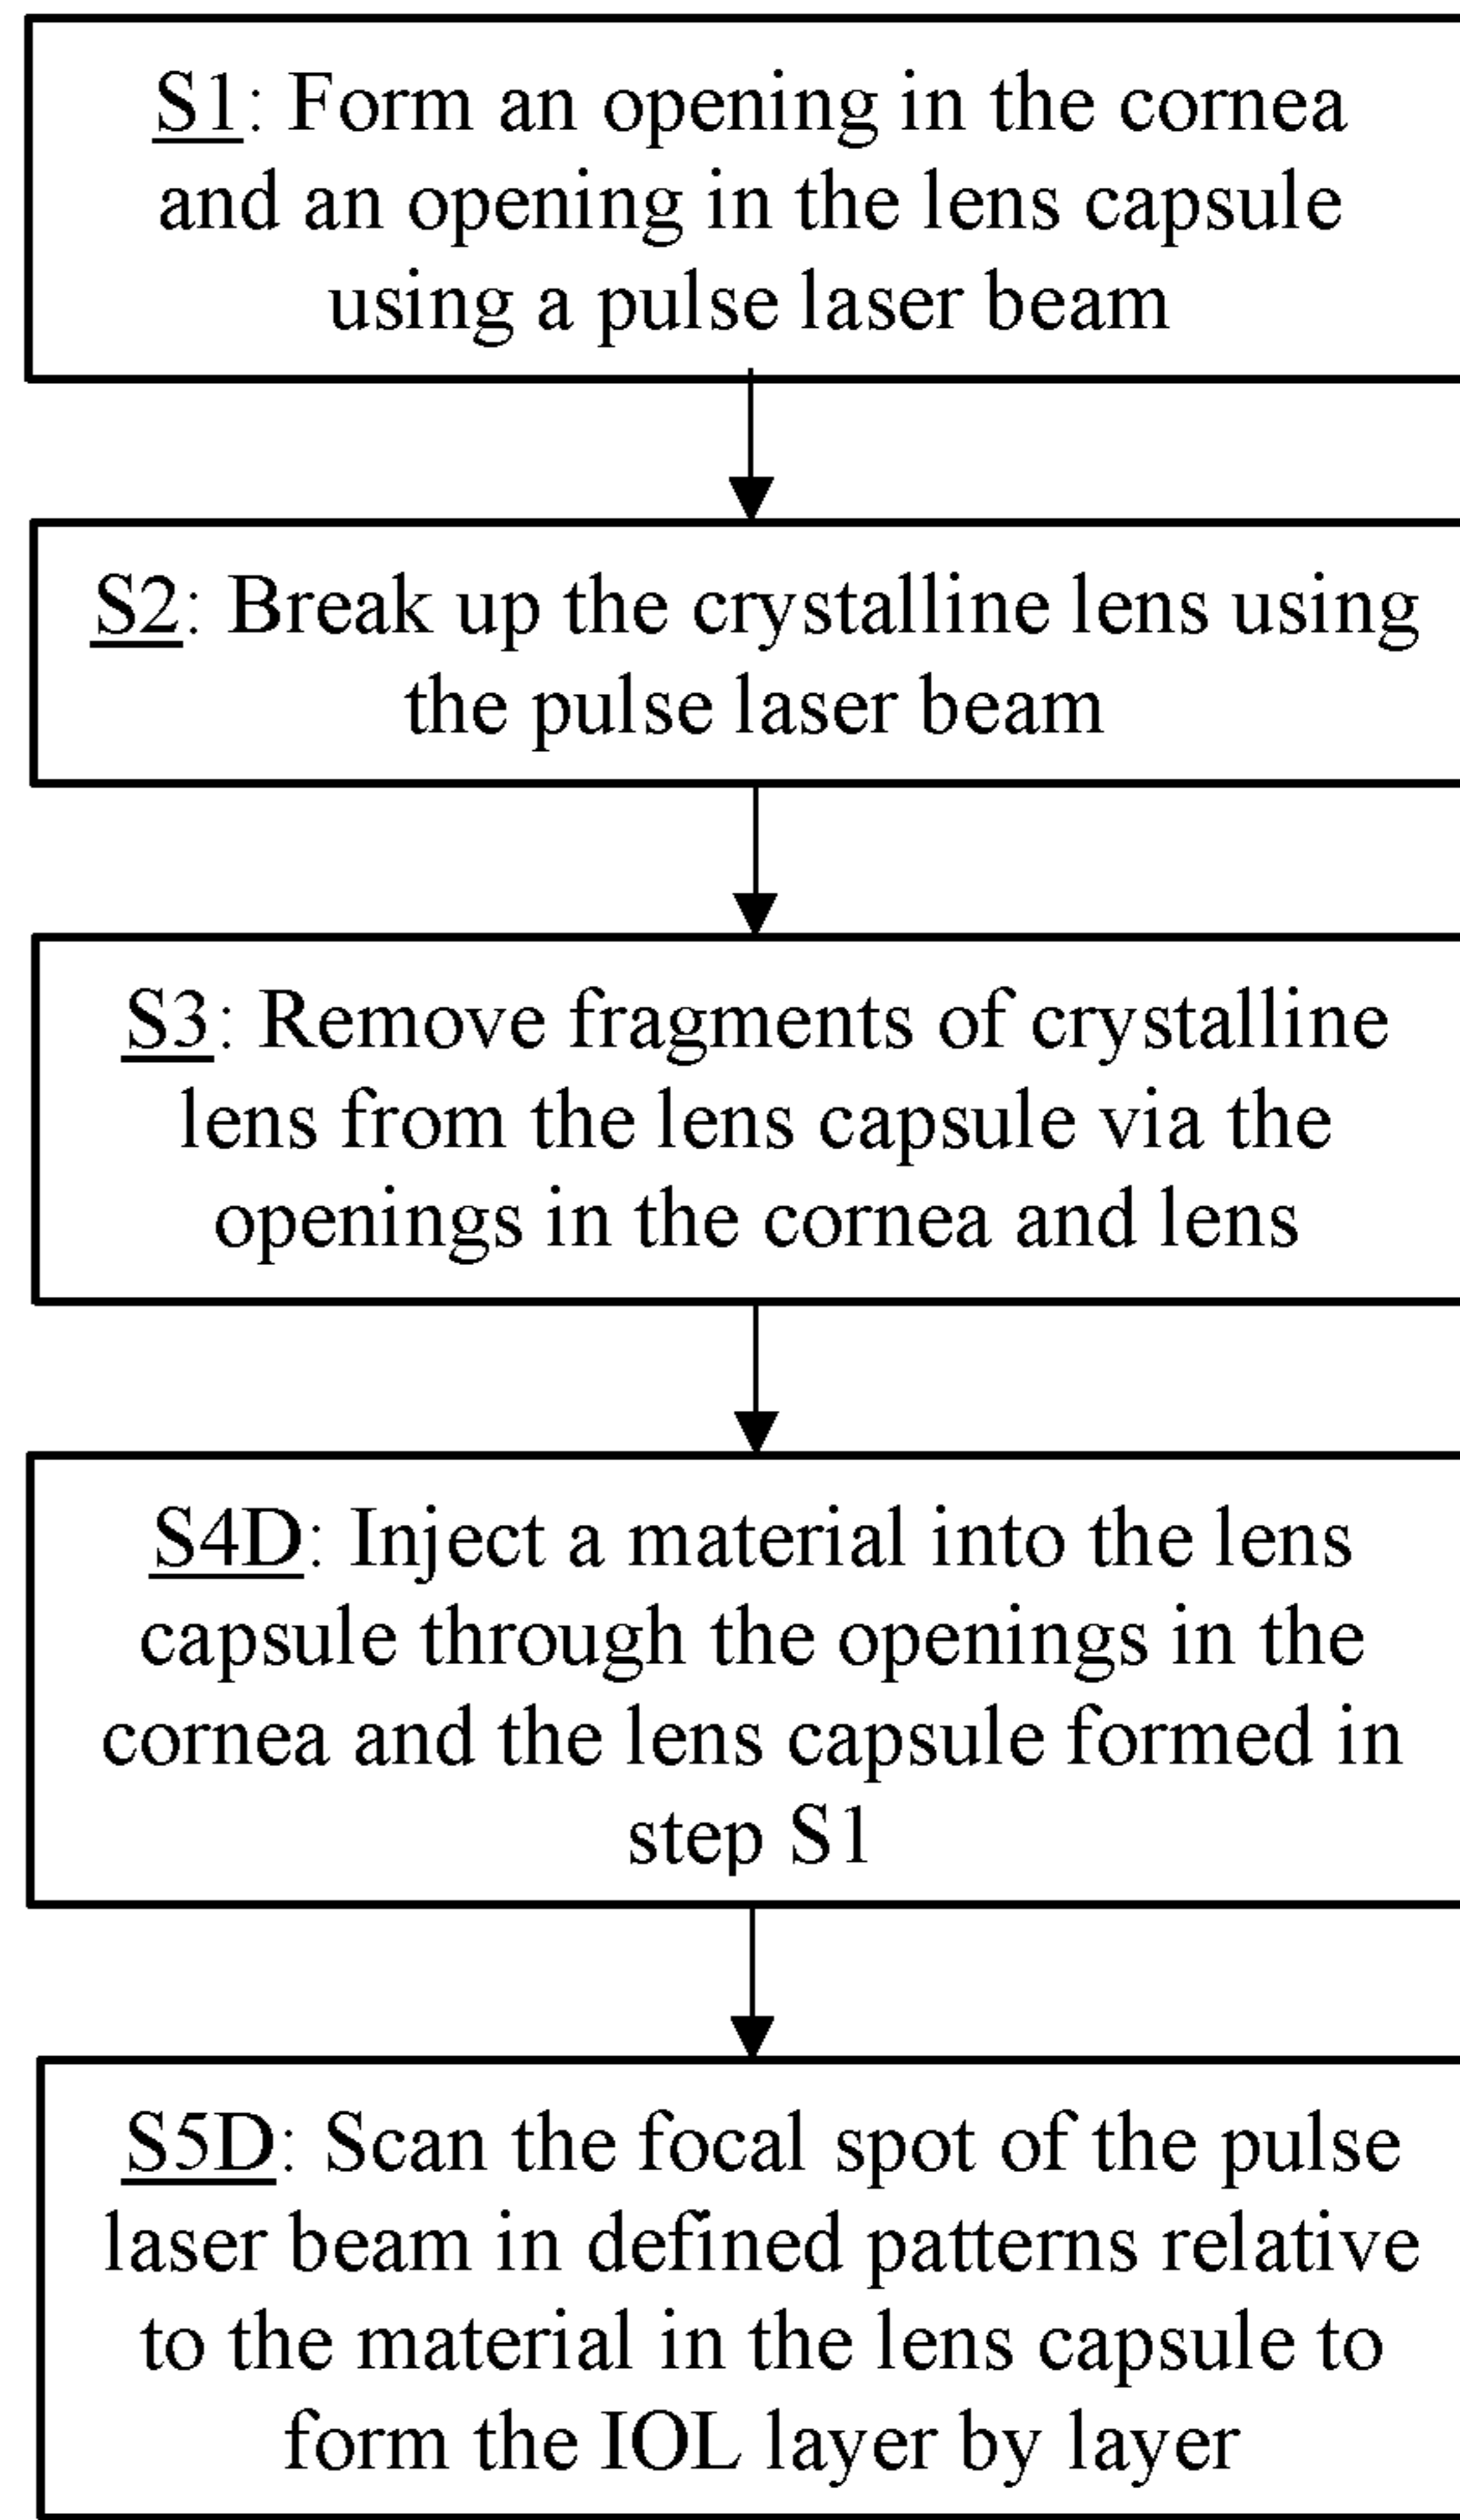 S1: Form an opening in the cornea
and an opening in the lens capsule
using a pulse laser beam
S2: Break up the crystalline lens using
the pulse laser beam
S3: Remove fragments of crystalline
lens from the lens capsule via the
openings in the cornea and lens
S4D: Inject a material into the lens
capsule through the openings in the
cornea and the lens capsule formed in
step S1
S5D: Scan the focal spot of the pulse
laser beam in defined patterns relative
to the material in the lens capsule to
form the IOL layer by layer